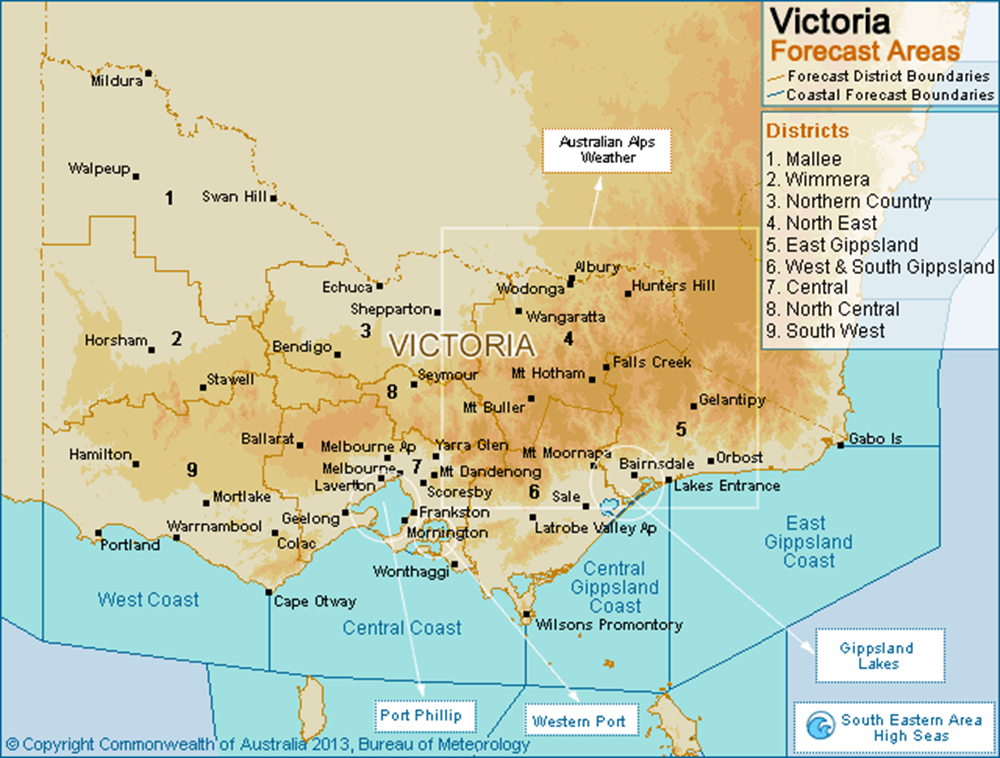 Victoria
Forecast Areas
Forecast District Boundaries
Coastal Forecast Boundaries
Districts
1. Mallee
2. Wimmera
3. Northern Country
4. North East
5. East Gippsland
6. West & South Gippsland
7. Central
8. North Central
9. South West
Australian Alps
Weather
Mildura
Walpeup
1
Swan Hill
Albury
Echuca
Wodonga
Hunters Hill
Shepparton
Wangaratta
3
2
VICTORIA
4
Horsham
Bendigo
Falls Creek
Seymour
Mt Hotham
Stawell
8
Mt Buller
Gelantipy
5
Ballarat
Melbourne Ap
Yarra Glen
Gabo Is
Hamilton
9
Mt Moornapa
Melbourne
7
Mt Dandenong
Bairnsdale
Orbost
Laverton
Scoresby
6
Sale
Lakes Entrance
Mortlake
Geelong
Frankston
Warrnambool
Mornington
Latrobe Valley Ap
Portland
Colac
Wonthaggi
East
Gippsland
Coast
Central
Gippsland
Coast
West Coast
Cape Otway
Central Coast
Wilsons Promontory
Gippsland
Lakes
Port Phillip
Western Port
South Eastern Area
High Seas
© Copyright Commonwealth of Australia 2013, Bureau of Meteorology